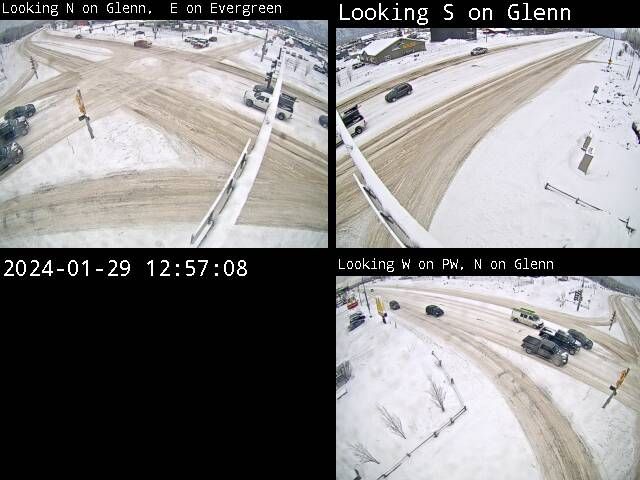 Looking N on Glenn,  E on Evergreen
Looking S on Glenn
2024-01-29 12:57:08
Looking W on PW, N on Glenn